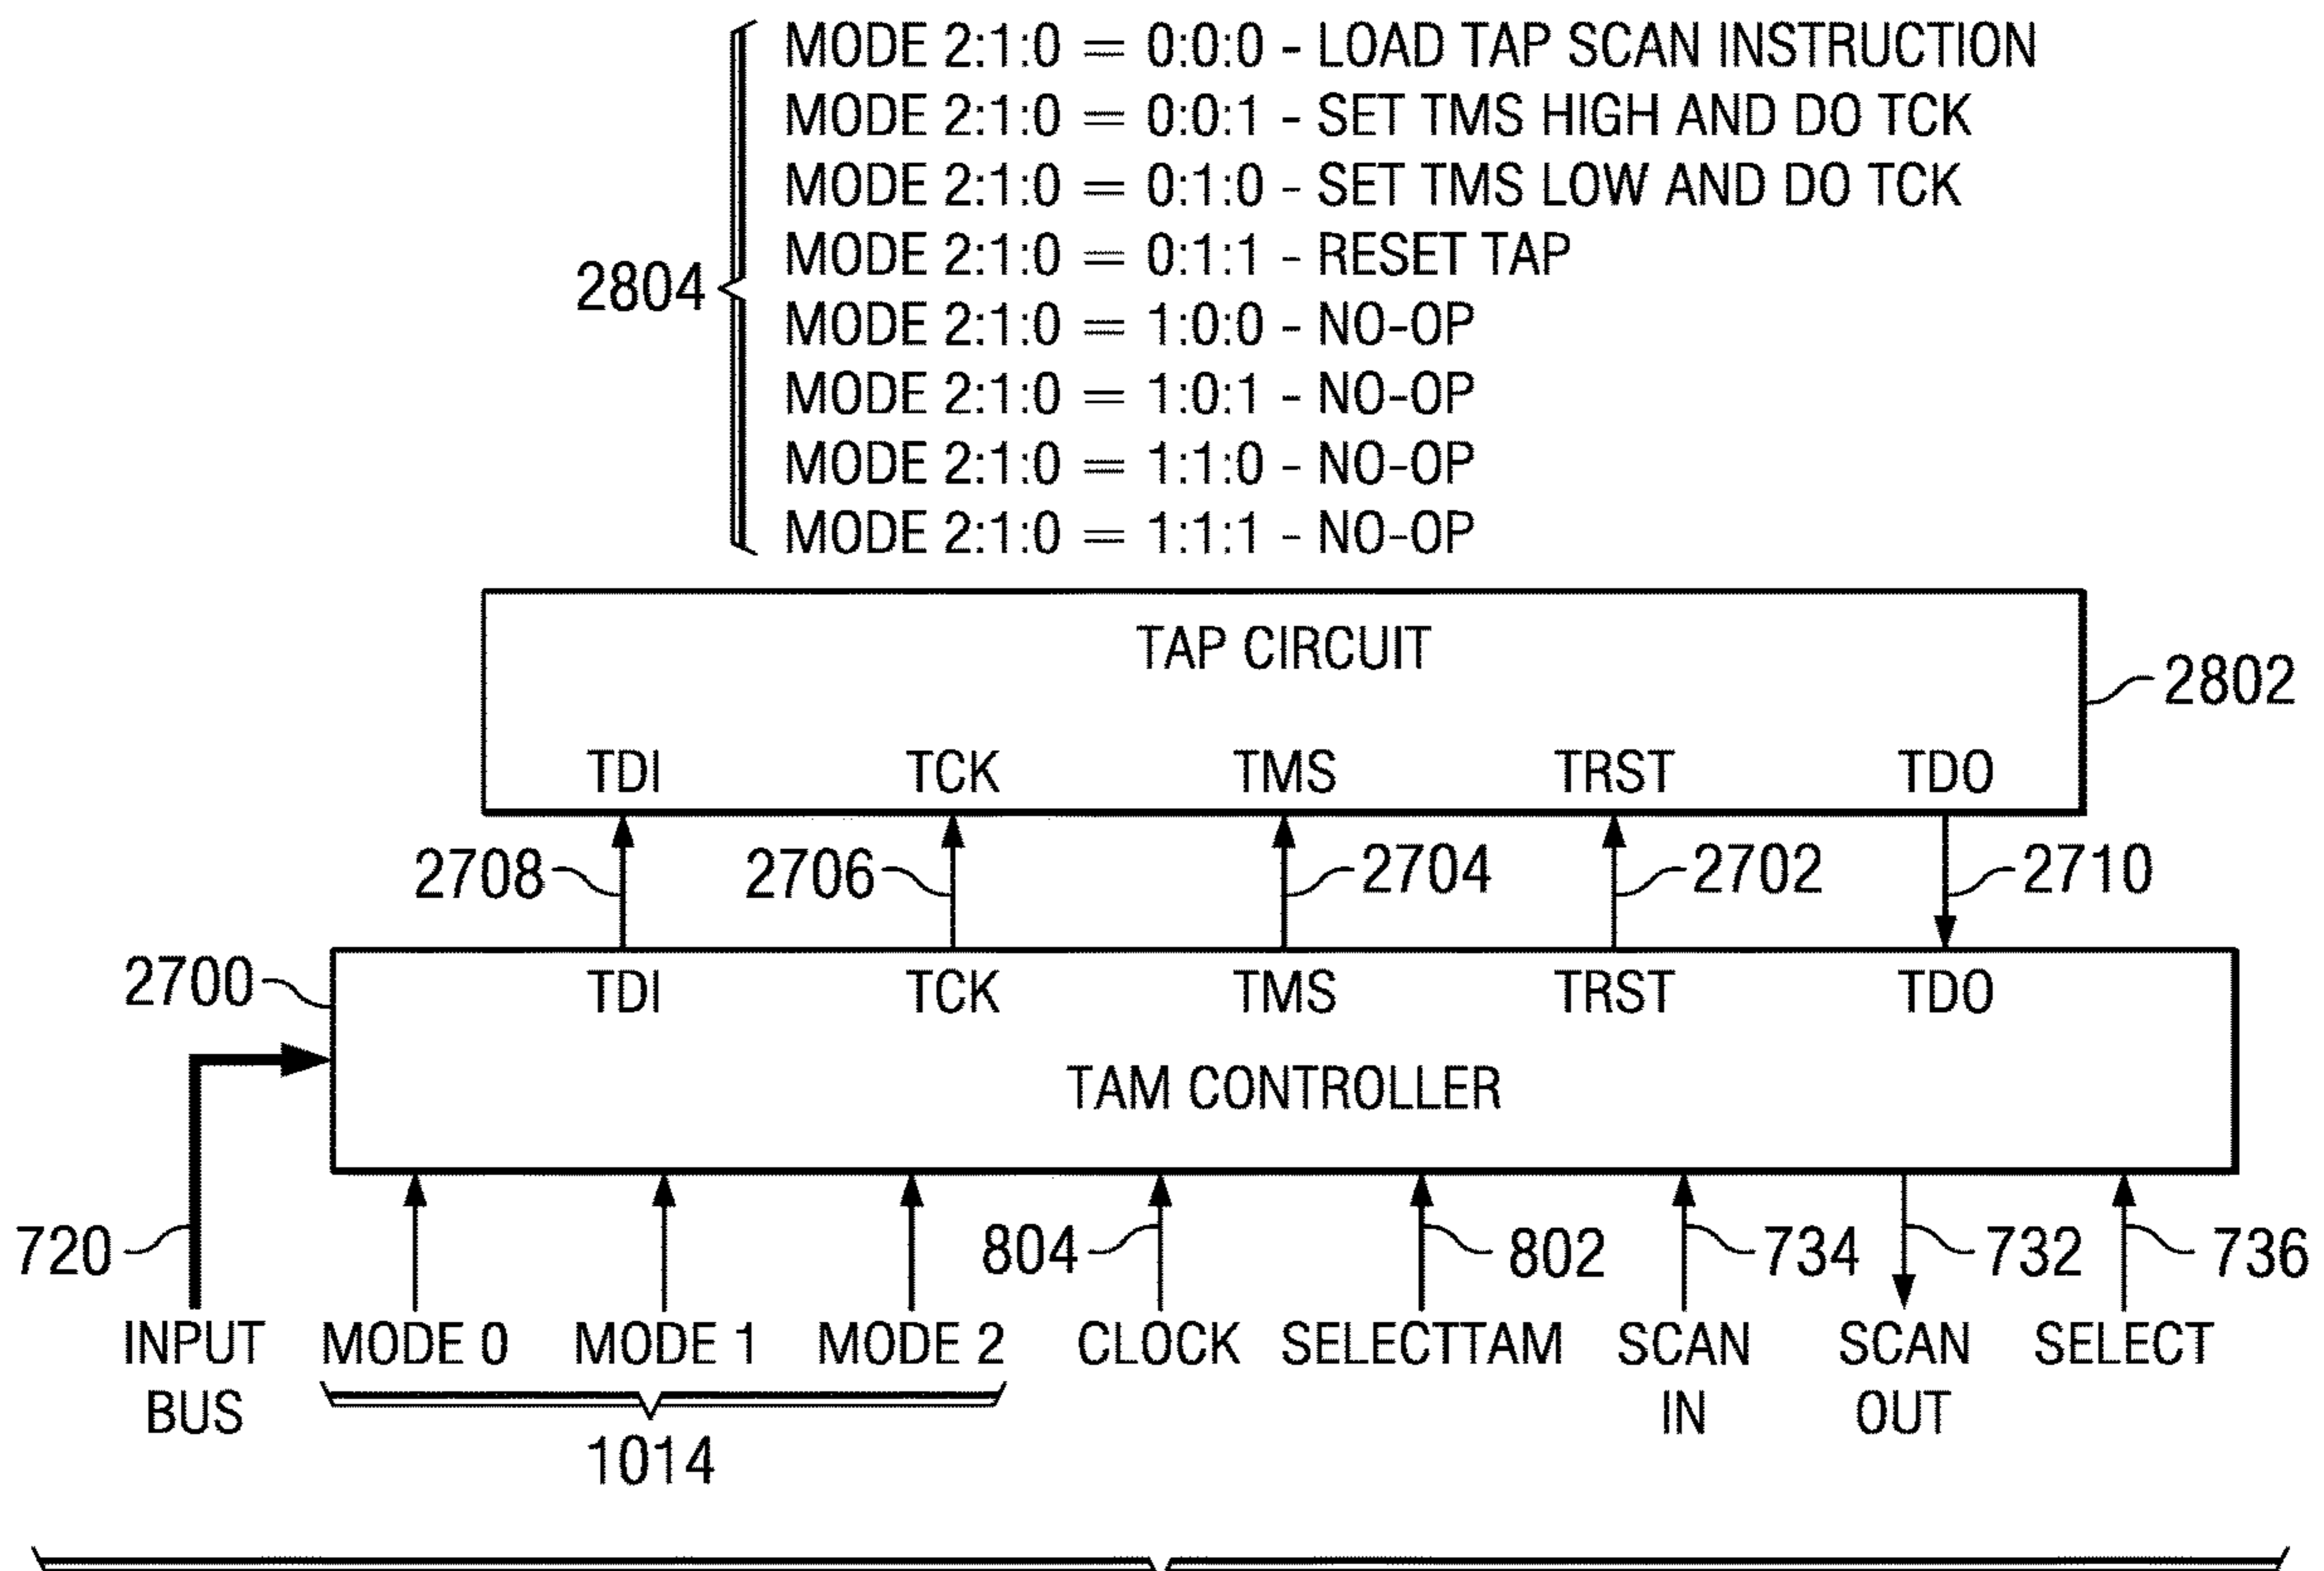 MODE 2:1:0 = 0:0:0 - LOAD TAP SCAN INSTRUCTION
MODE 2:1:0 = 0:0:1 - SET TMS HIGH AND DO TCK
MODE 2:1:0 = 0:1:0 - SET TMS LOW AND DO TCK
MODE 2:1:0 = 0:1:1 - RESET TAP
2804
MODE 2:1:0 = 1:0:0 - NO-OP
MODE 2:1:0 = 1:0:1 - NO-OP
MODE 2:1:0 = 1:1:0 - NO-OP
MODE 2:1:0 = 1:1:1 - NO-OP
TAP CIRCUIT
2802
TDI TCK TMS TRST TDO
2708 2706 2704 2702 2710
2700
TDI TCK TMS TRST TDO
TAM CONTROLLER
720 804 802 734 732 736
INPUT MODE 0 MODE 1 MODE 2 CLOCK SELECTTAM SCAN SCAN SELECT
BUS IN OUT
1014